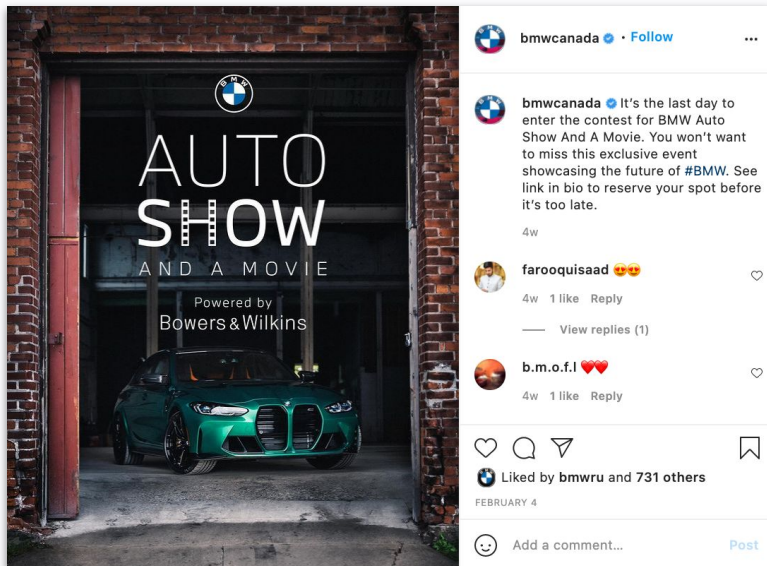 BMW
AUTO
SHOW
AND A MOVIE
Powered by
Bowers & Wilkins
bmwcanada • Follow
...
bmwcanada It’s the last day to
enter the contest for BMW Auto
Show And A Movie. You won’t want
to miss this exclusive event
showcasing the future of #BMW. See
link in bio to reserve your spot before
it’s too late.
4w
farooquisaad 😍😍
4w 1 like Reply
View replies (1)
b.m.o.f.l ❤️❤️
4w 1 like Reply
Liked by bmwru and 731 others
FEBRUARY 4
Add a comment... Post